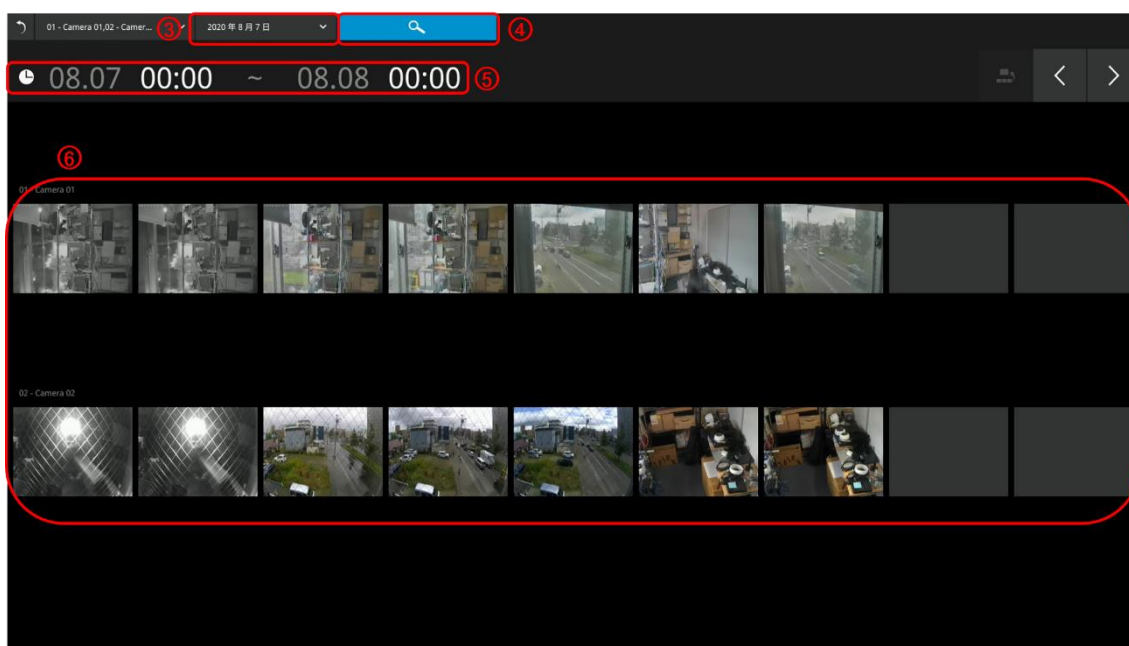 01 - Camera 01,02 - Camer... ③ 2020 年 8 月 7 日 ④
08.07 00:00 ~ 08.08 00:00 ⑤
⑥
01 - Camera 01
02 - Camera 02